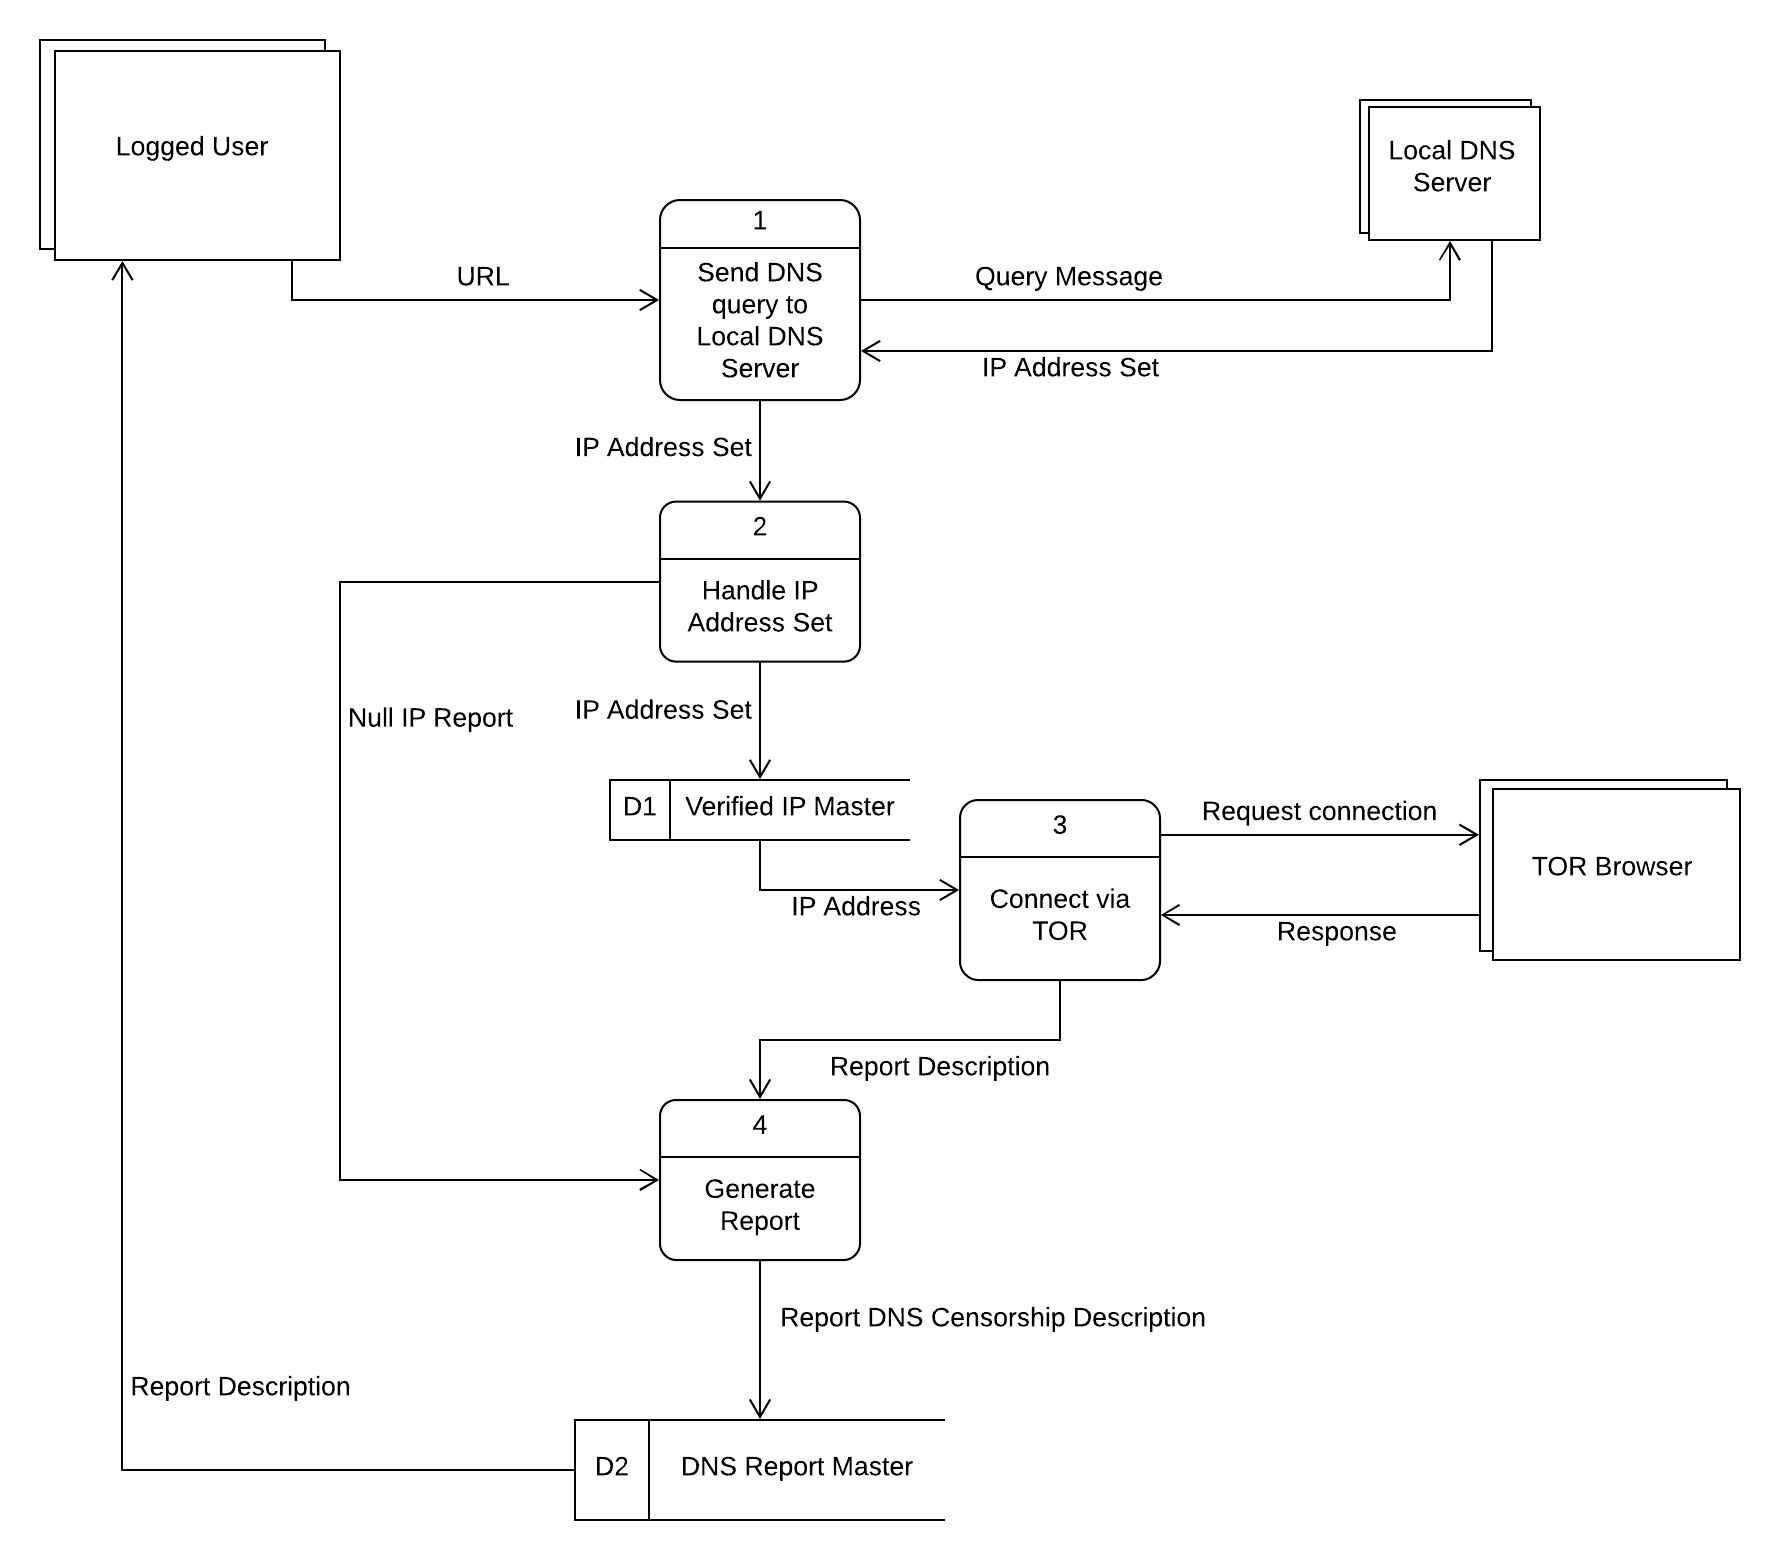 Logged User
Local DNS
Server
1
Send DNS
query to
Local DNS
Server
URL
Query Message
IP Address Set
IP Address Set
2
Handle IP
Address Set
Null IP Report
IP Address Set
D1
Verified IP Master
3
Connect via
TOR
Request connection
TOR Browser
IP Address
Response
Report Description
4
Generate
Report
Report DNS Censorship Description
Report Description
D2
DNS Report Master